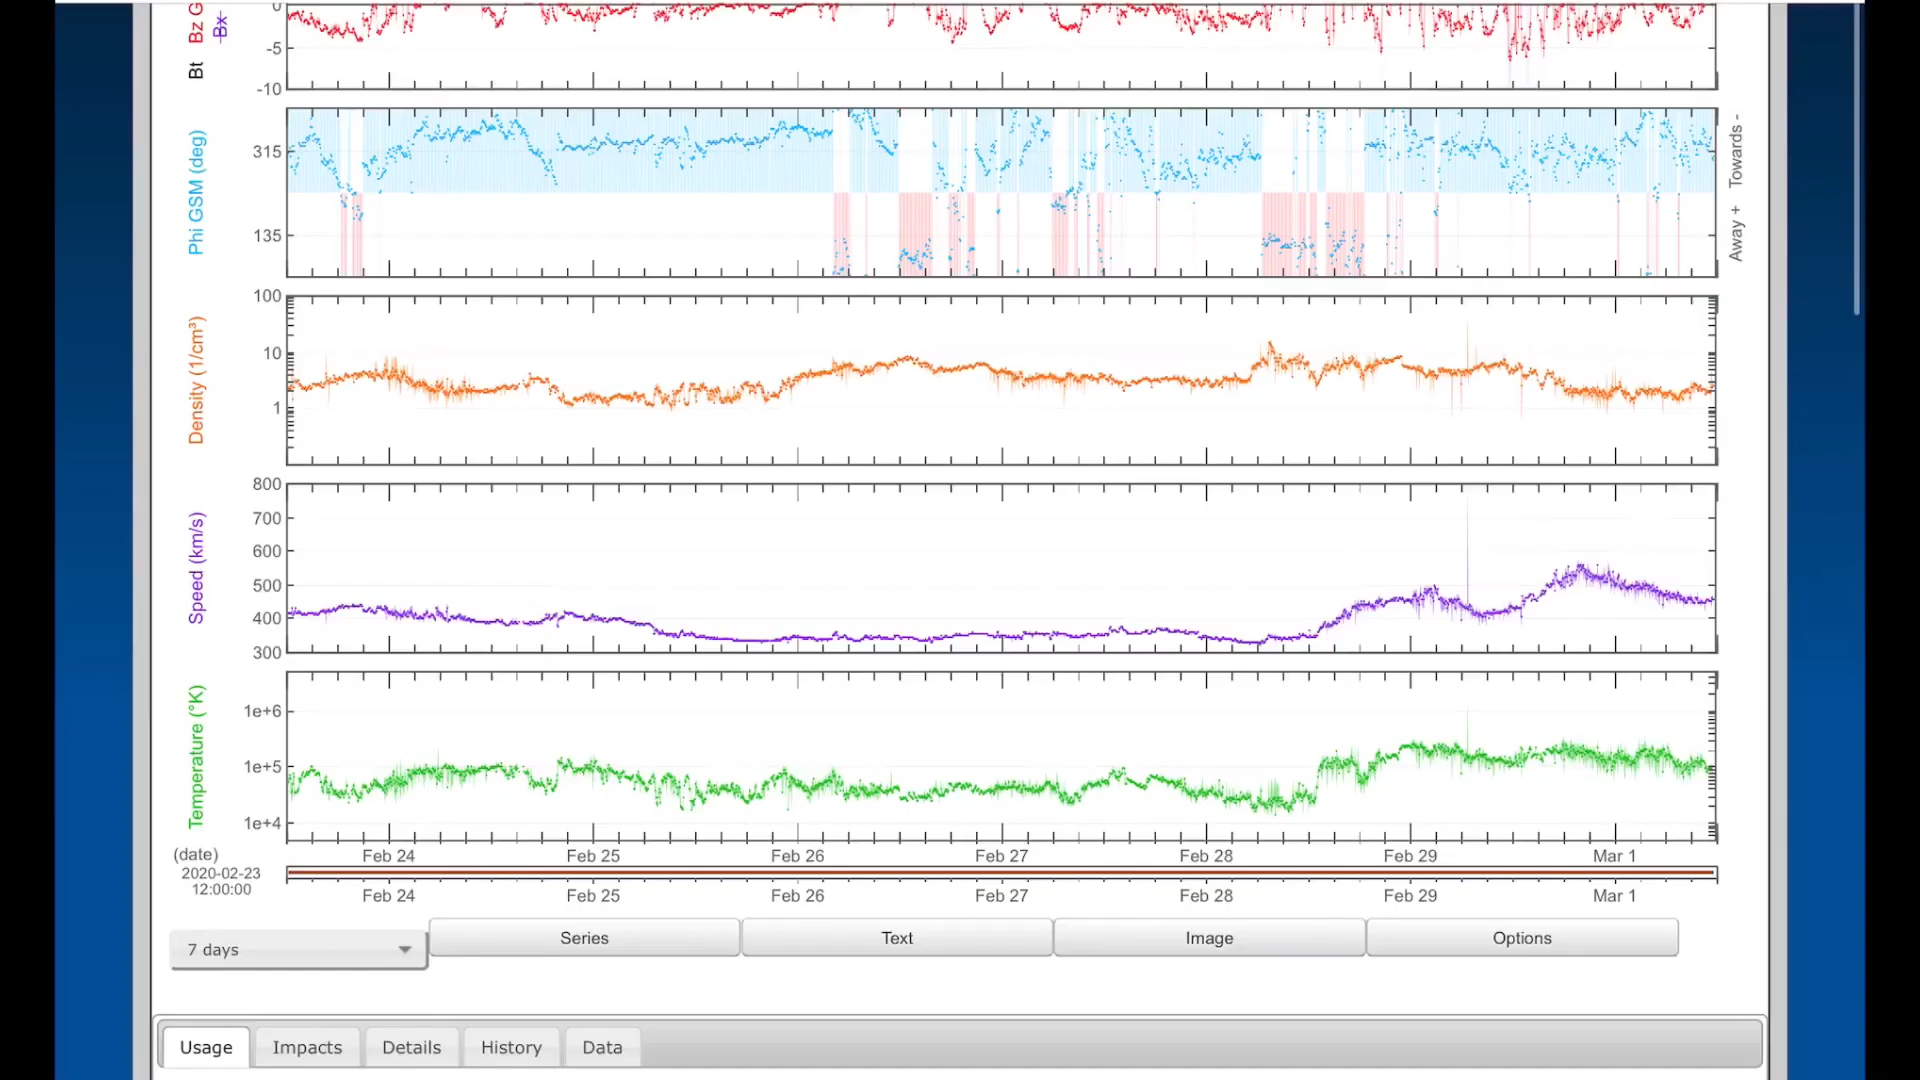 Bt Bz G
Bx
0
-5
-10
Phi GSM (deg)
315
135
Away + Towards -
Density (1/cm³)
100
10
1
Speed (km/s)
800
700
600
500
400
300
Temperature (°K)
1e+6
1e+5
1e+4
(date)
2020-02-23
12:00:00
Feb 24 Feb 25 Feb 26 Feb 27 Feb 28 Feb 29 Mar 1
Feb 24 Feb 25 Feb 26 Feb 27 Feb 28 Feb 29 Mar 1
7 days Series Text Image Options
Usage Impacts Details History Data